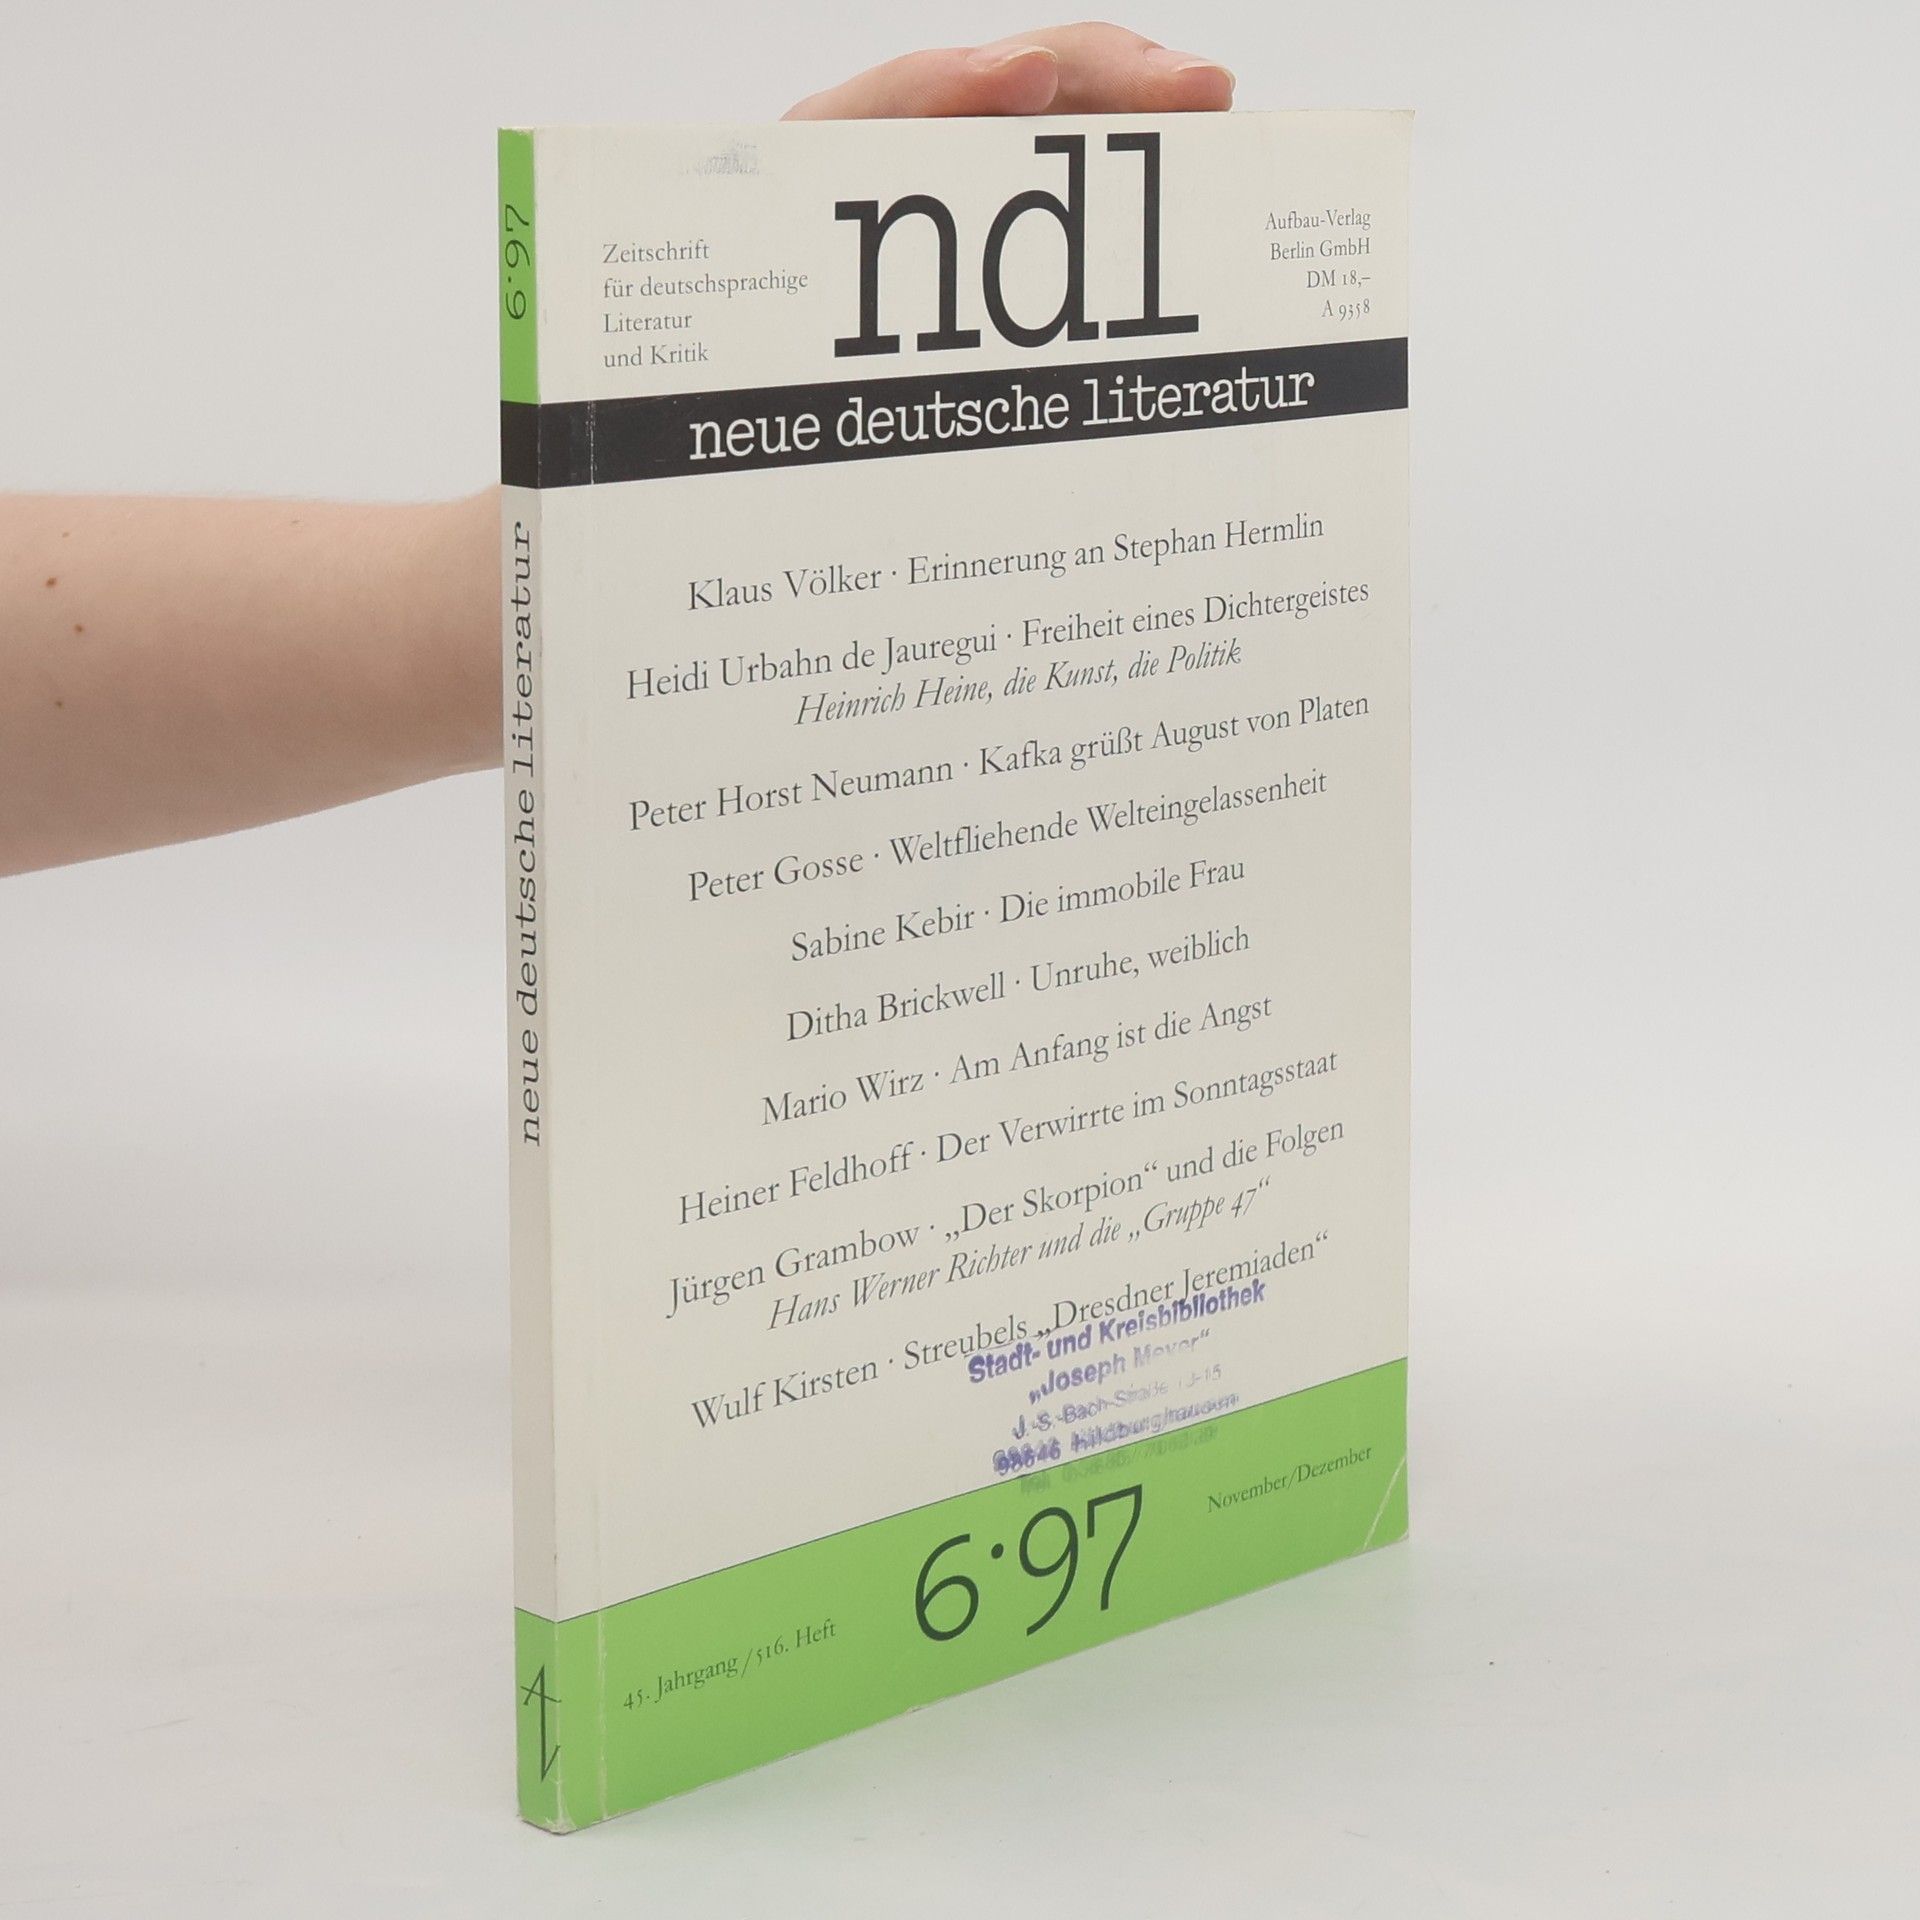 6·97
neue deutsche literatur
Zeitschrift
für deutschsprachige
Literatur
und Kritik
ndl
Aufbau-Verlag
Berlin GmbH
DM 18,–
A 9358
neue deutsche literatur
Klaus Völker · Erinnerung an Stephan Hermlin
Heidi Urbahn de Jauregui · Freiheit eines Dichtergeistes
Heinrich Heine, die Kunst, die Politik
Peter Horst Neumann · Kafka grüßt August von Platen
Peter Gosse · Weltfliehende Welteingelassenheit
Sabine Kebir · Die immobile Frau
Ditha Brickwell · Unruhe, weiblich
Mario Wirz · Am Anfang ist die Angst
Heiner Feldhoff · Der Verwirrte im Sonntagsstaat
Jürgen Grambow · „Der Skorpion“ und die Folgen
Hans Werner Richter und die „Gruppe 47“
Wulf Kirsten · Streubels „Dresdner Jeremiaden“
Stadt- und Kreisbibliothek
„Joseph Meyer“
J.-S.-Bach-Straße
98646 Hildburghausen
45. Jahrgang/516. Heft
6·97
November/Dezember